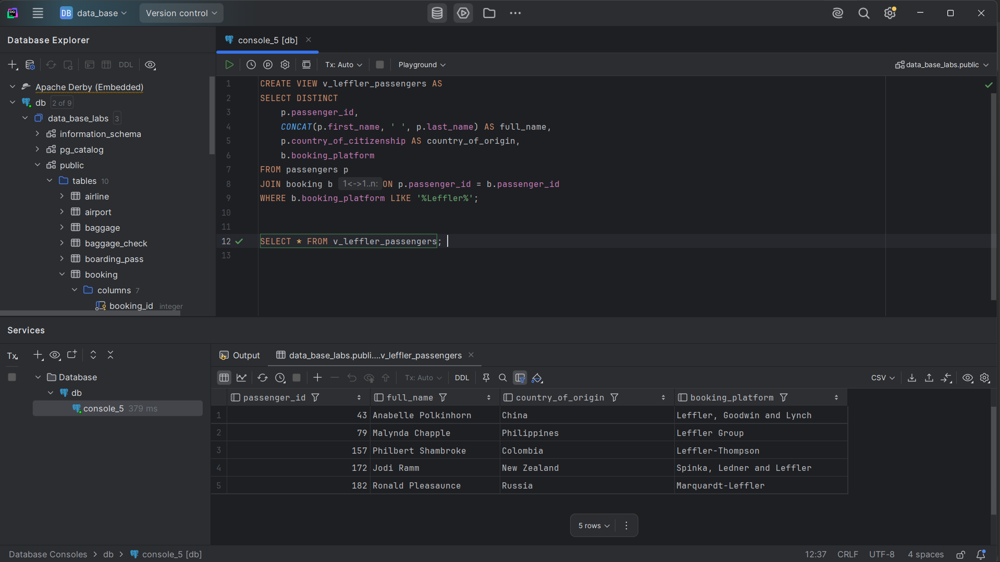 DB data_base
Version control
Database Explorer
console_5 [db]
DDL
Tx: Auto
Playground
data_base_labs.public
Apache Derby (Embedded)
db 2 of 9
data_base_labs 3
information_schema
pg_catalog
public
tables 10
airline
airport
baggage
baggage_check
boarding_pass
booking
columns 7
booking_id integer
1 CREATE VIEW v_leffler_passengers AS
2 SELECT DISTINCT
3 p.passenger_id,
4 CONCAT(p.first_name, ' ', p.last_name) AS full_name,
5 p.country_of_citizenship AS country_of_origin,
6 b.booking_platform
7 FROM passengers p
8 JOIN booking b 1<->1..n: ON p.passenger_id = b.passenger_id
9 WHERE b.booking_platform LIKE '%Leffler%';
10
11
12 SELECT * FROM v_leffler_passengers;
13
Services
Tx
Database
db
console_5 379 ms
Output
data_base_labs.publi....v_leffler_passengers
Tx: Auto
DDL
CSV
passenger_id full_name country_of_origin booking_platform
1 43 Anabelle Polkinhorn China Leffler, Goodwin and Lynch
2 79 Malynda Chapple Philippines Leffler Group
3 157 Philbert Shambroke Colombia Leffler-Thompson
4 172 Jodi Ramm New Zealand Spinka, Ledner and Leffler
5 182 Ronald Pleasaunce Russia Marquardt-Leffler
5 rows
Database Consoles > db > console_5 [db]
12:37 CRLF UTF-8 4 spaces